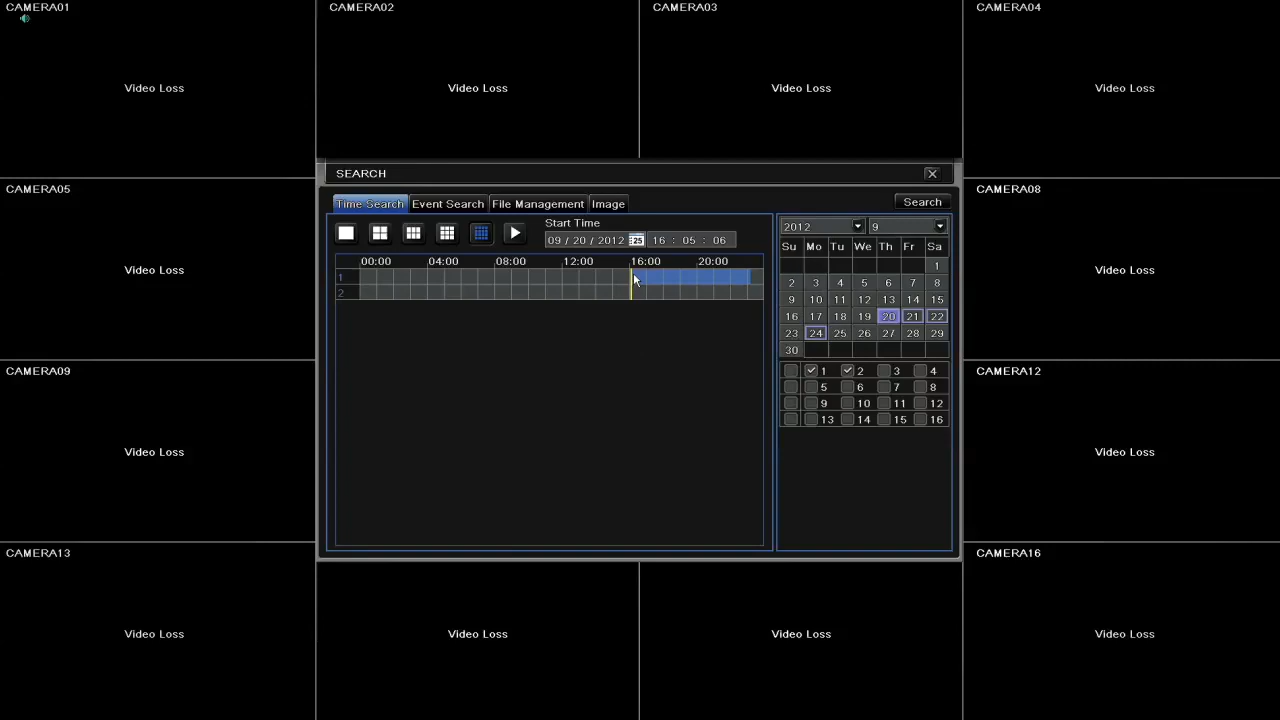 CAMERA01
CAMERA02
CAMERA03
CAMERA04
Video Loss
Video Loss
Video Loss
Video Loss
SEARCH
CAMERA05
CAMERA08
Time Search
Event Search
File Management
Image
Search
Start Time
2012
9
09 / 20 / 2012
25
16 : 05 : 06
Su Mo Tu We Th Fr Sa
00:00 04:00 08:00 12:00 16:00 20:00
1
1
2
2 3 4 5 6 7 8
9 10 11 12 13 14 15
16 17 18 19 20 21 22
23 24 25 26 27 28 29
30
Video Loss
Video Loss
CAMERA09
CAMERA12
1 2 3 4
5 6 7 8
9 10 11 12
13 14 15 16
Video Loss
Video Loss
CAMERA13
CAMERA16
Video Loss
Video Loss
Video Loss
Video Loss